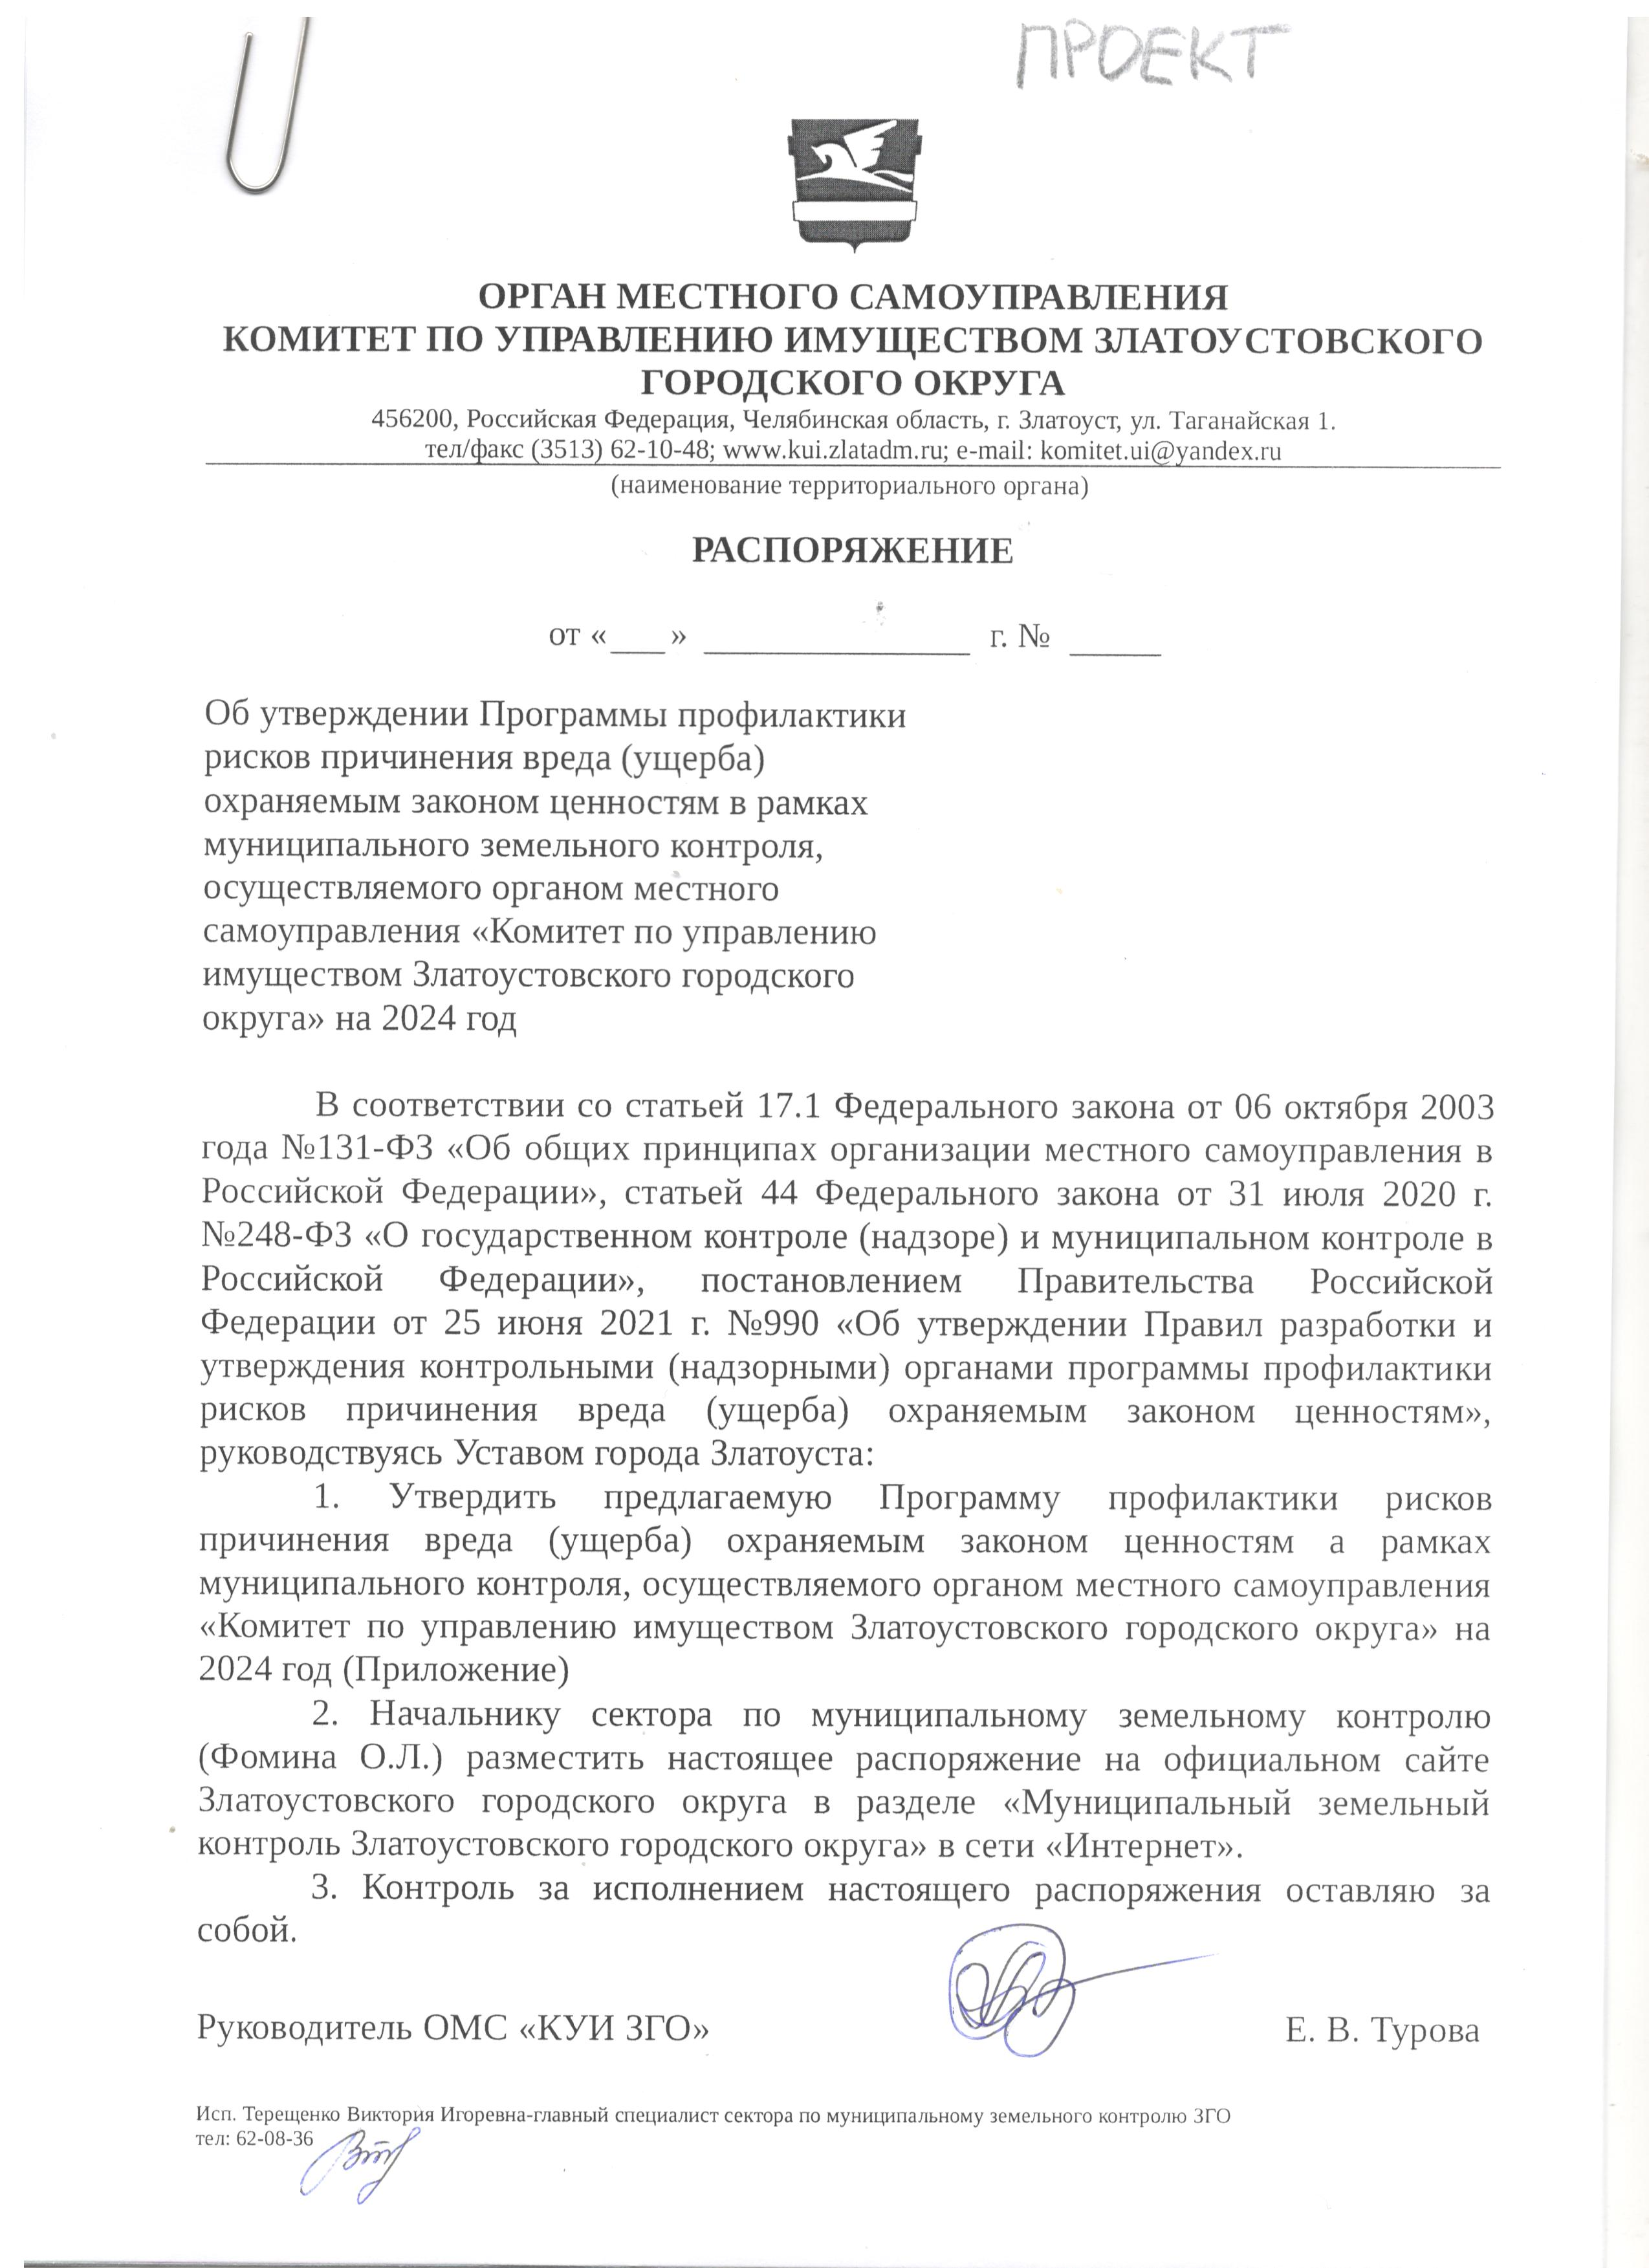 ПРОЕКТ
ОРГАН МЕСТНОГО САМОУПРАВЛЕНИЯ
КОМИТЕТ ПО УПРАВЛЕНИЮ ИМУЩЕСТВОМ ЗЛАТОУСТОВСКОГО
ГОРОДСКОГО ОКРУГА
456200, Российская Федерация, Челябинская область, г. Златоуст, ул. Таганайская 1.
тел/факс (3513) 62-10-48; www.kui.zlatadm.ru; e-mail: komitet.ui@yandex.ru
(наименование территориального органа)
РАСПОРЯЖЕНИЕ
от «___» ______________ г. № _____
Об утверждении Программы профилактики
рисков причинения вреда (ущерба)
охраняемым законом ценностям в рамках
муниципального земельного контроля,
осуществляемого органом местного
самоуправления «Комитет по управлению
имуществом Златоустовского городского
округа» на 2024 год
В соответствии со статьей 17.1 Федерального закона от 06 октября 2003
года №131-ФЗ «Об общих принципах организации местного самоуправления в
Российской Федерации», статьей 44 Федерального закона от 31 июля 2020 г.
№248-ФЗ «О государственном контроле (надзоре) и муниципальном контроле в
Российской Федерации», постановлением Правительства Российской
Федерации от 25 июня 2021 г. №990 «Об утверждении Правил разработки и
утверждения контрольными (надзорными) органами программы профилактики
рисков причинения вреда (ущерба) охраняемым законом ценностям»,
руководствуясь Уставом города Златоуста:
1. Утвердить предлагаемую Программу профилактики рисков
причинения вреда (ущерба) охраняемым законом ценностям а рамках
муниципального контроля, осуществляемого органом местного самоуправления
«Комитет по управлению имуществом Златоустовского городского округа» на
2024 год (Приложение)
2. Начальнику сектора по муниципальному земельному контролю
(Фомина О.Л.) разместить настоящее распоряжение на официальном сайте
Златоустовского городского округа в разделе «Муниципальный земельный
контроль Златоустовского городского округа» в сети «Интернет».
3. Контроль за исполнением настоящего распоряжения оставляю за
собой.
Руководитель ОМС «КУИ ЗГО» Е. В. Турова
Исп. Терещенко Виктория Игоревна-главный специалист сектора по муниципальному земельного контролю ЗГО
тел: 62-08-36